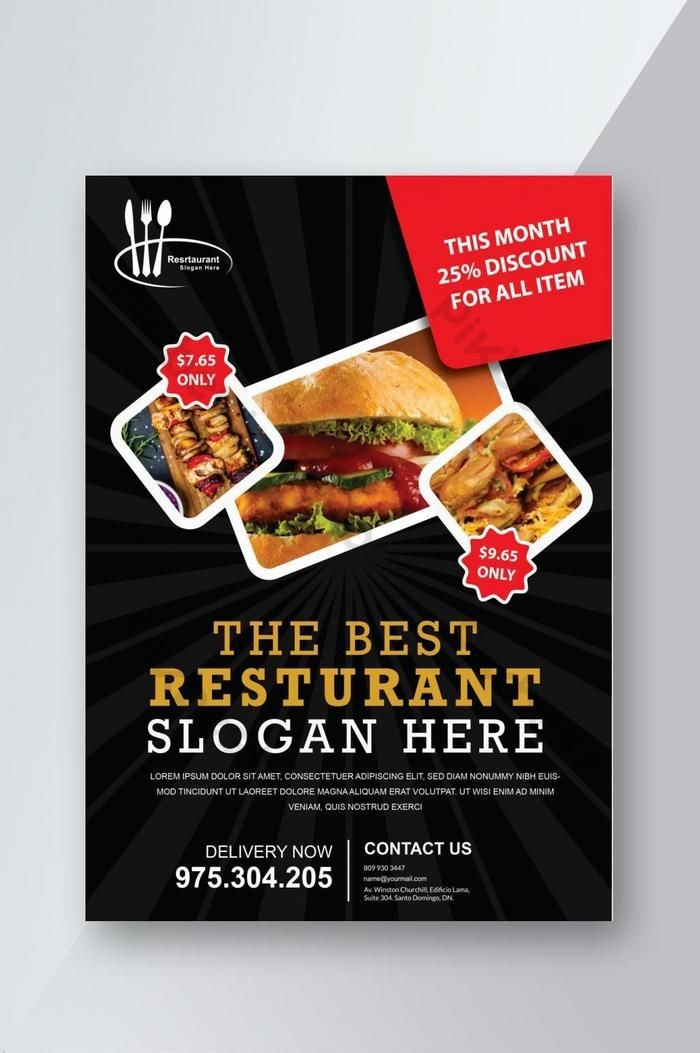 Resrtaurant
Slogan Here
THIS MONTH
25% DISCOUNT
FOR ALL ITEM
$7.65
ONLY
$9.65
ONLY
THE BEST
RESTURANT
SLOGAN HERE
LOREM IPSUM DOLOR SIT AMET, CONSECTETUER ADIPISCING ELIT, SED DIAM NONUMMY NIBH EUIS-
MOD TINCIDUNT UT LAOREET DOLORE MAGNA ALIQUAM ERAT VOLUTPAT. UT WISI ENIM AD MINIM
VENIAM, QUIS NOSTRUD EXERCI
DELIVERY NOW
975.304.205
CONTACT US
809 930 3447
name@yourmail.com
Av. Winston Churchill, Edificio Lama,
Suite 304. Santo Domingo, DN.